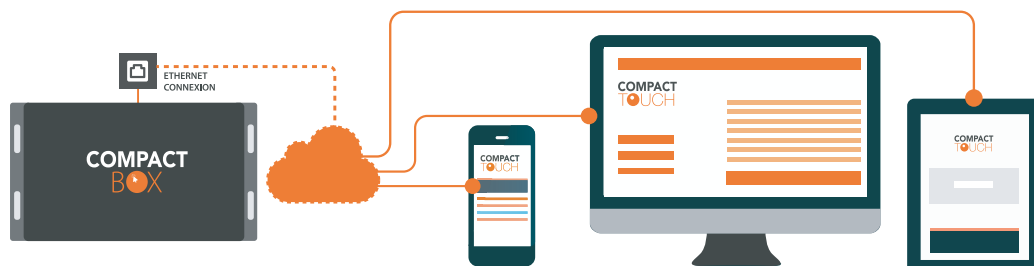 ETHERNET
CONNEXION
COMPACT
BOX
COMPACT
TOUCH
COMPACT
TOUCH
COMPACT
TOUCH